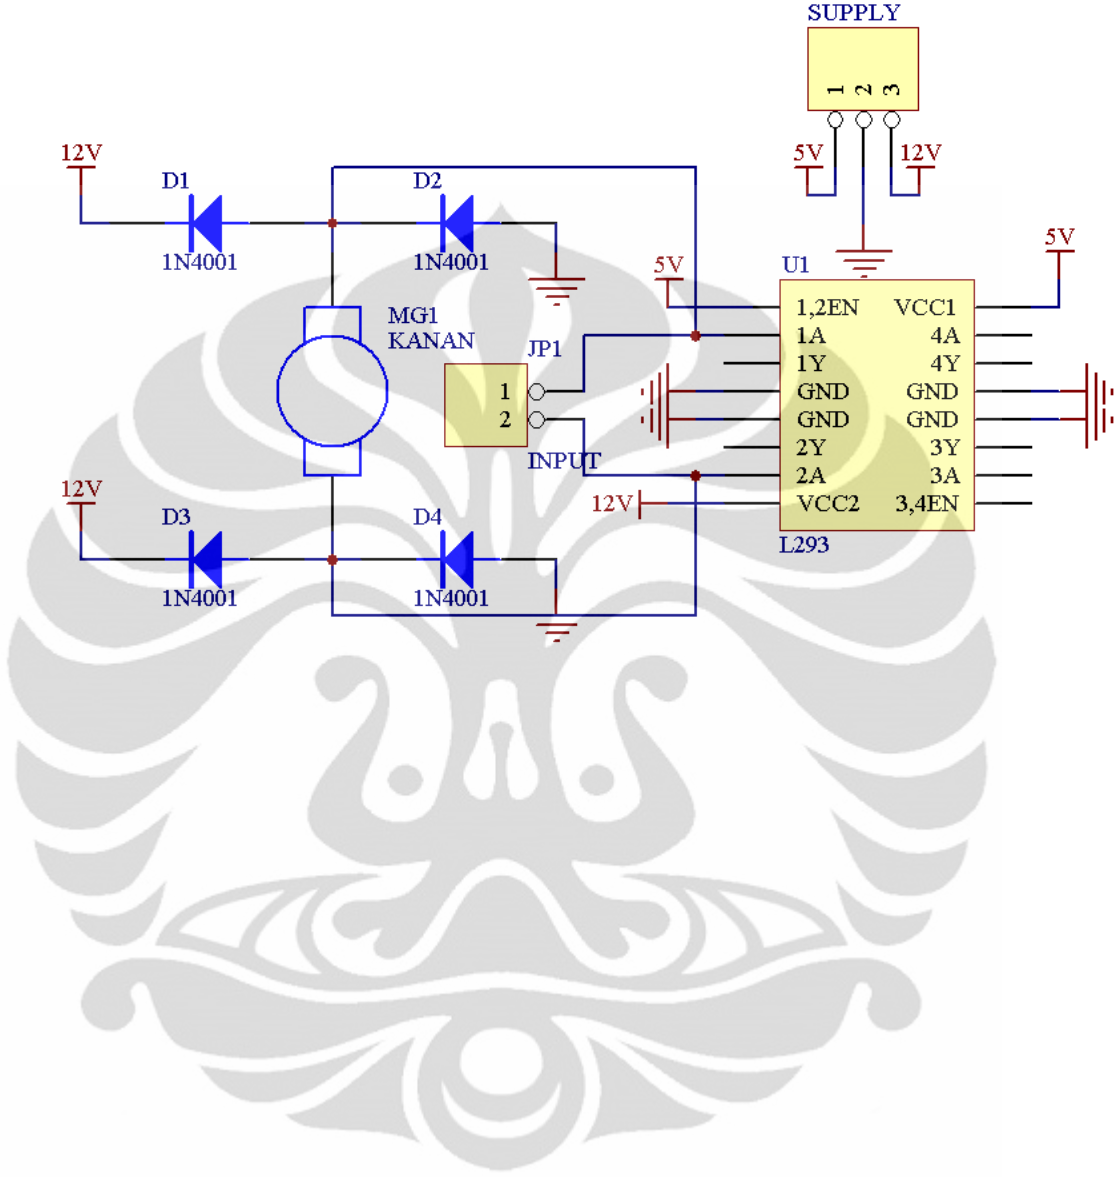 SUPPLY
1 2 3
5V 12V
12V
D1
1N4001
D2
1N4001
MG1
KANAN
JP1
1
2
INPUT
12V
D3
1N4001
D4
1N4001
5V
12V
5V
U1
1,2EN VCC1
1A 4A
1Y 4Y
GND GND
GND GND
2Y 3Y
2A 3A
VCC2 3,4EN
L293